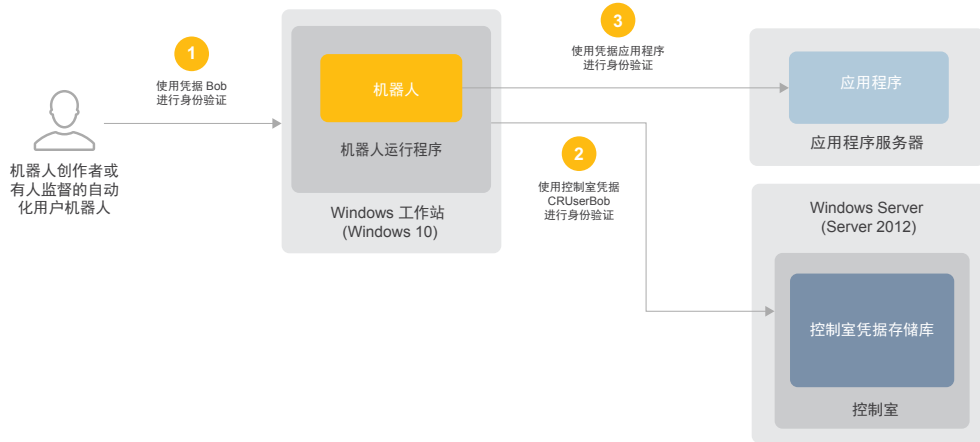 1
使用凭据 Bob
进行身份验证
机器人创作者或
有人监督的自动
化用户机器人
机器人
机器人运行程序
Windows 工作站
(Windows 10)
3
使用凭据应用程序
进行身份验证
2
使用控制室凭据
CRUserBob
进行身份验证
应用程序
应用程序服务器
Windows Server
(Server 2012)
控制室凭据存储库
控制室